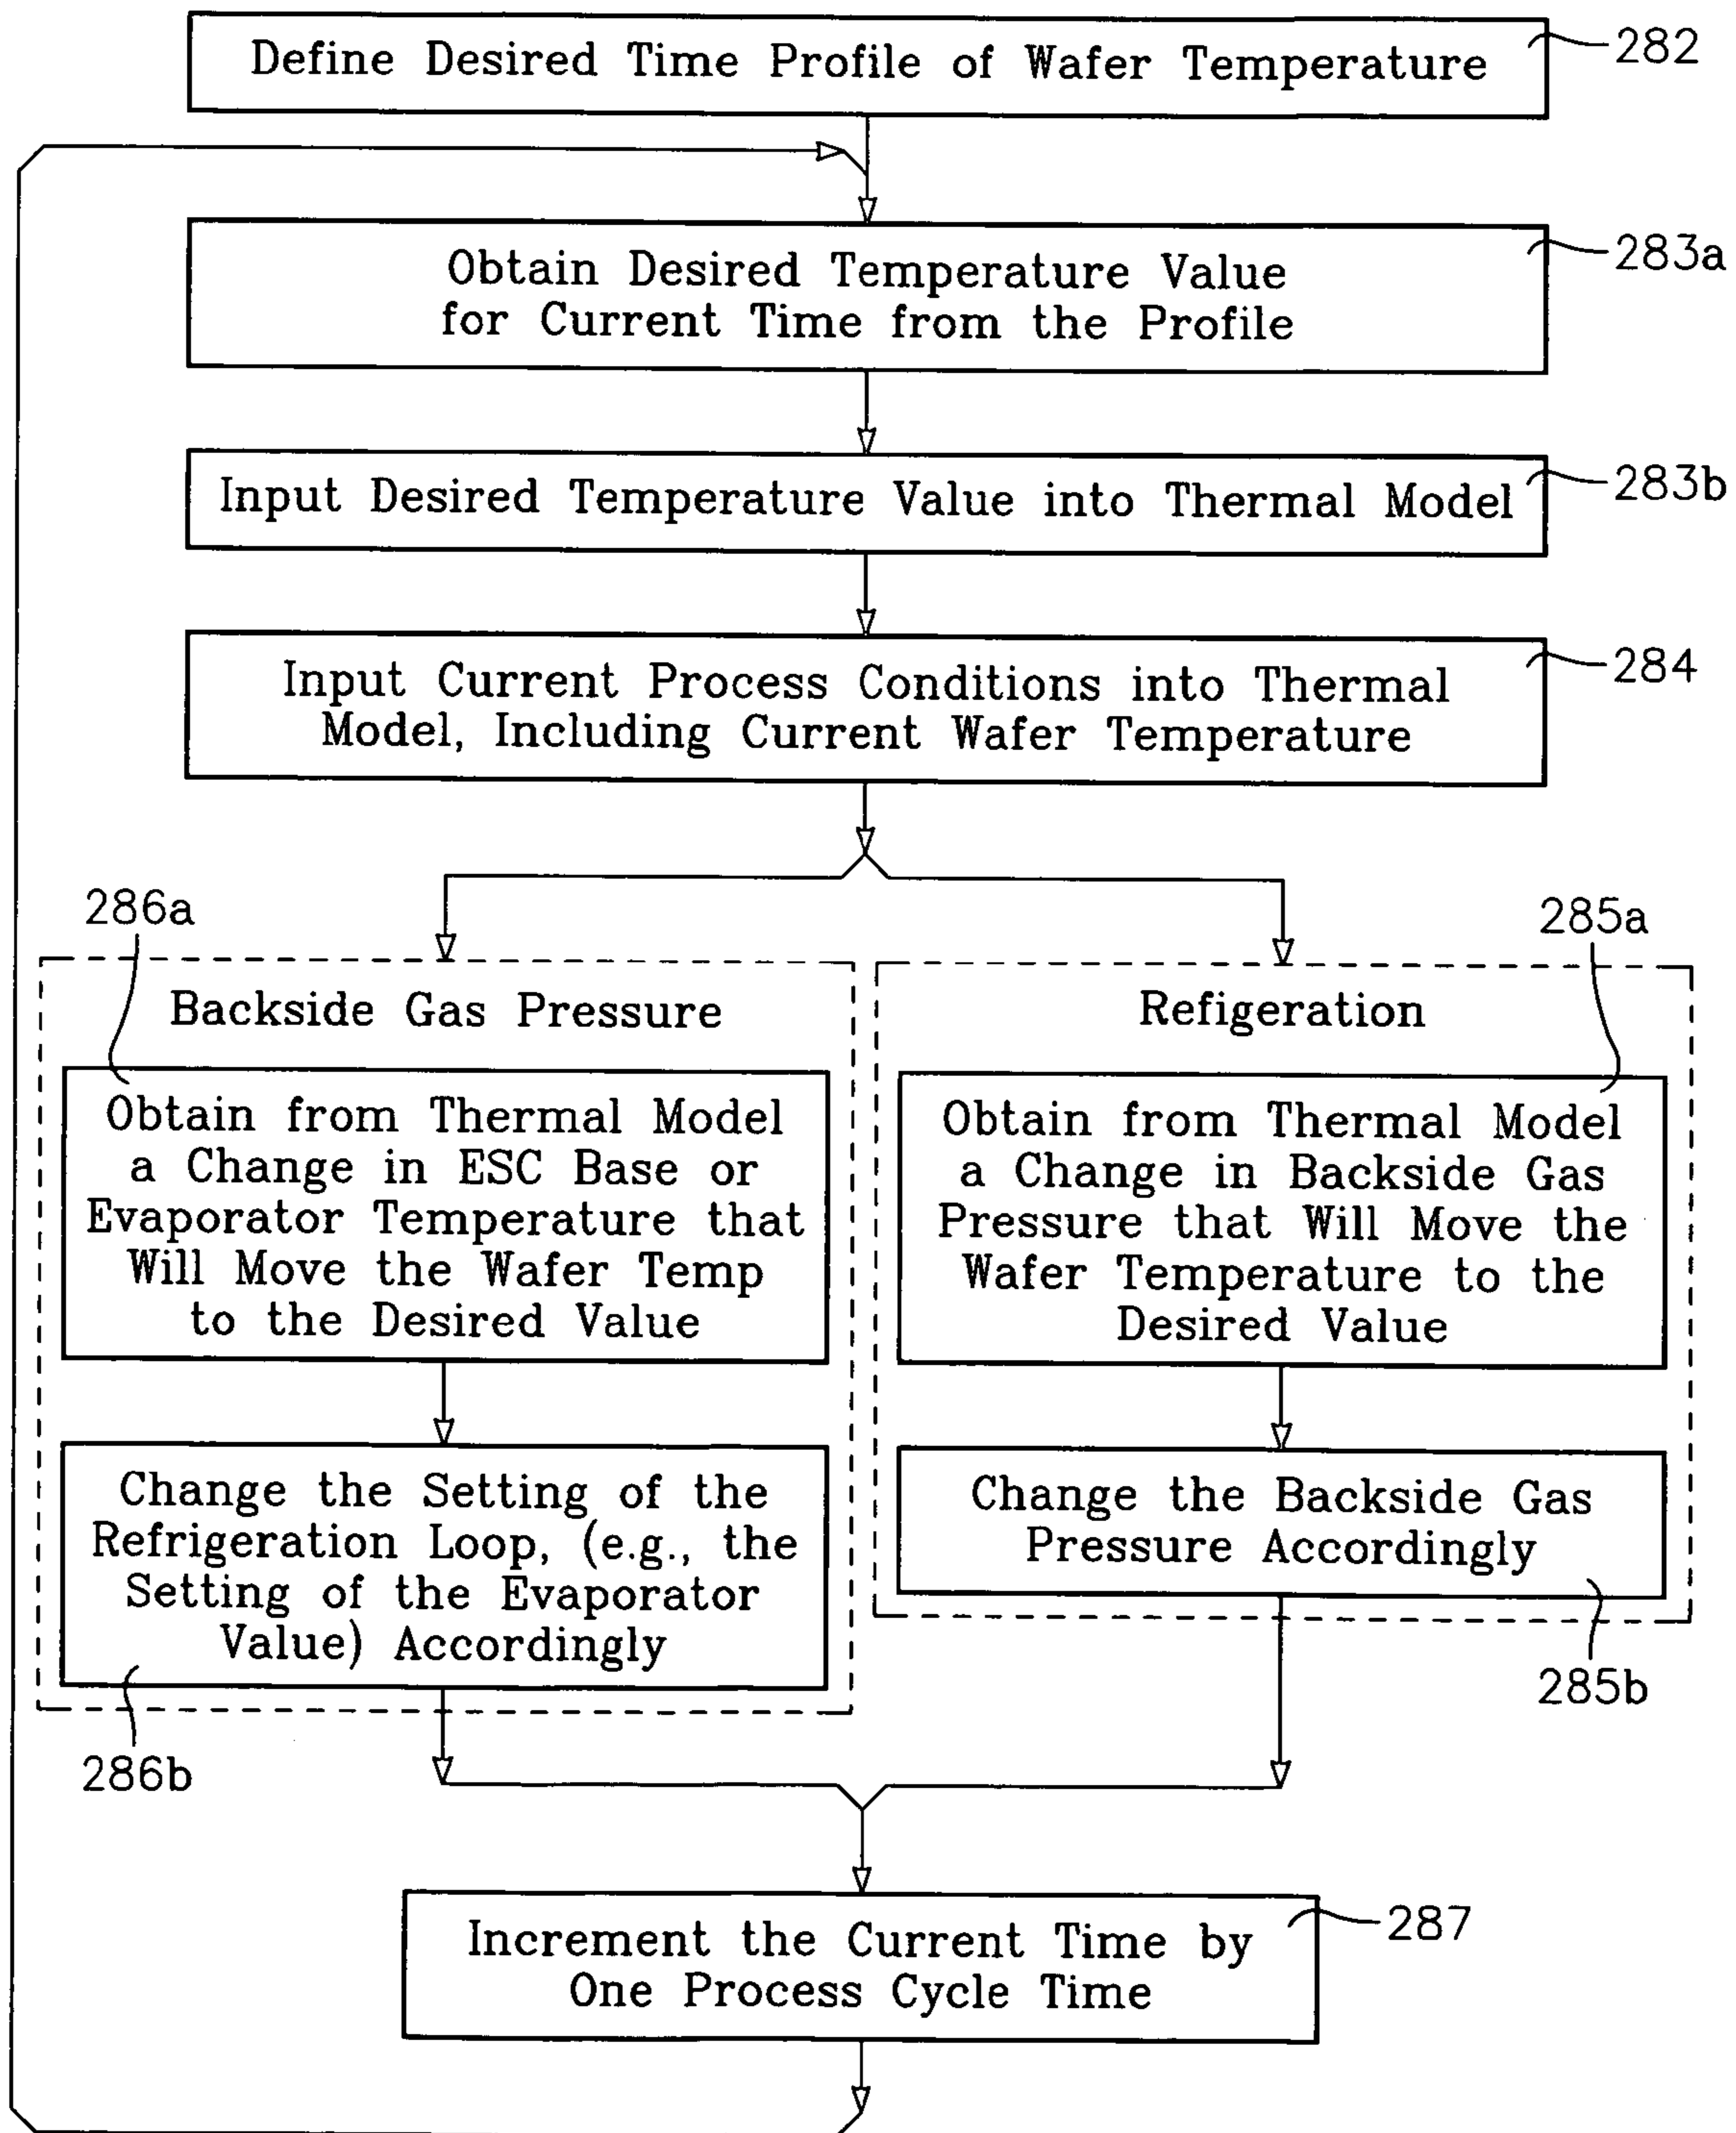 Define Desired Time Profile of Wafer Temperature
282
Obtain Desired Temperature Value
for Current Time from the Profile
283a
Input Desired Temperature Value into Thermal Model
283b
Input Current Process Conditions into Thermal
Model, Including Current Wafer Temperature
284
286a
Backside Gas Pressure
Obtain from Thermal Model
a Change in ESC Base or
Evaporator Temperature that
Will Move the Wafer Temp
to the Desired Value
Change the Setting of the
Refrigeration Loop, (e.g., the
Setting of the Evaporator
Value) Accordingly
286b
285a
Refigeration
Obtain from Thermal Model
a Change in Backside Gas
Pressure that Will Move the
Wafer Temperature to the
Desired Value
Change the Backside Gas
Pressure Accordingly
285b
Increment the Current Time by
One Process Cycle Time
287